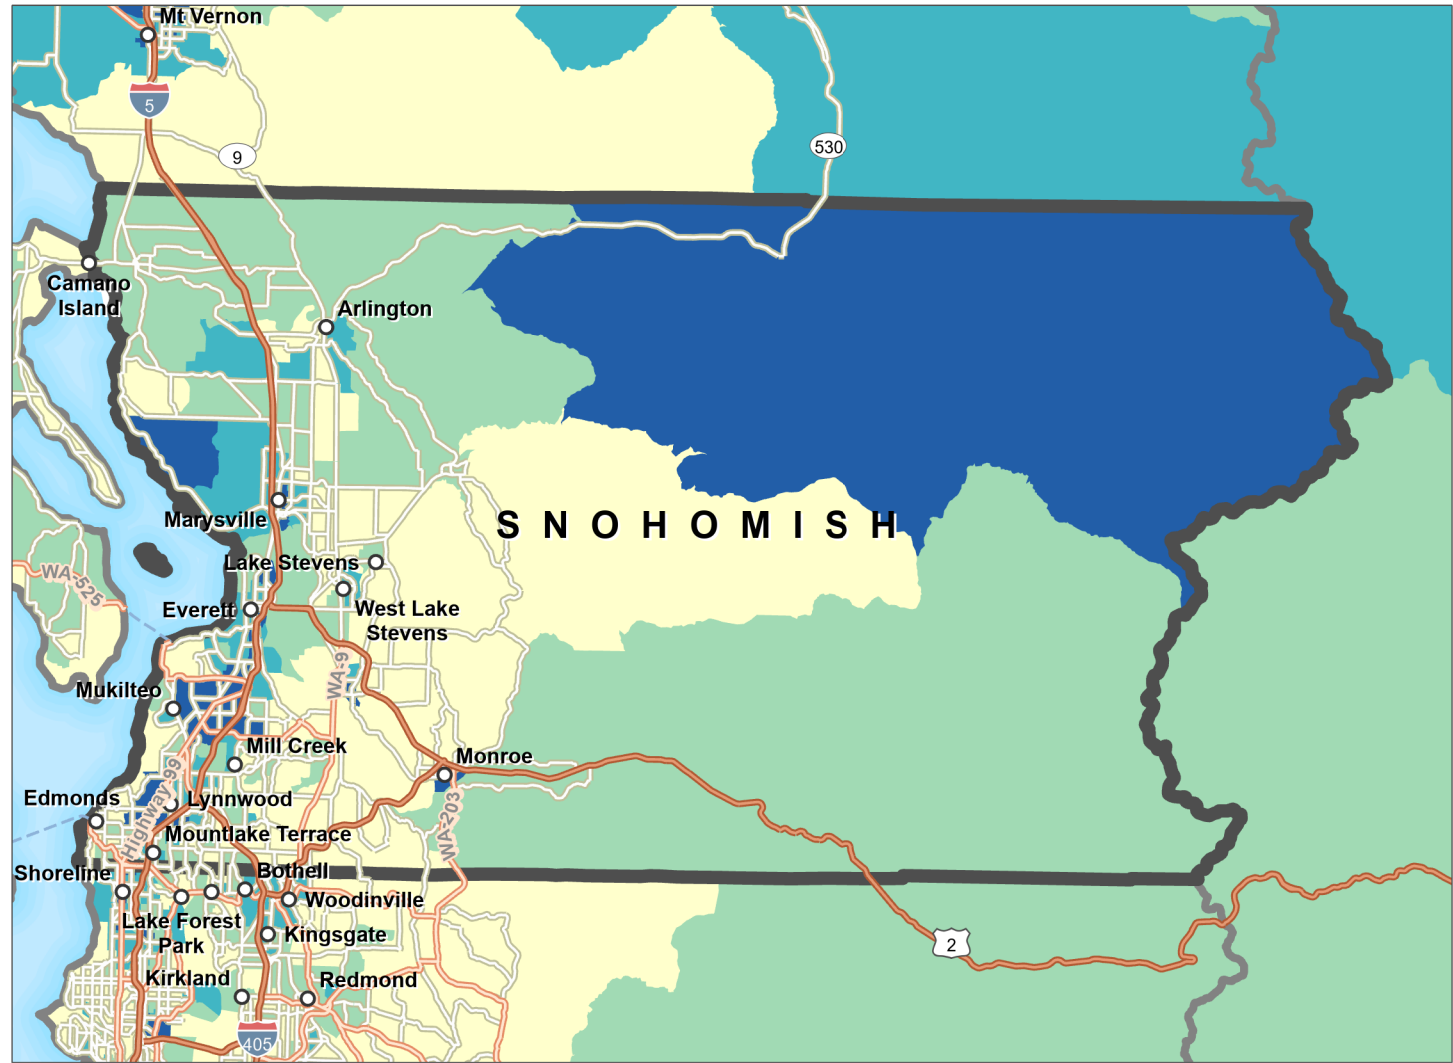 Mt Vernon
5
9
530
Camano
Island
Arlington
Marysville
SNOHOMISH
Lake Stevens
WA-525
Everett
West Lake
Stevens
WA-9
Mukilteo
Mill Creek
Monroe
Edmonds
Lynnwood
Highway 99
WA-203
Mountlake Terrace
Shoreline
Bothell
Woodinville
Lake Forest
Park
Kingsgate
2
Kirkland
Redmond
405